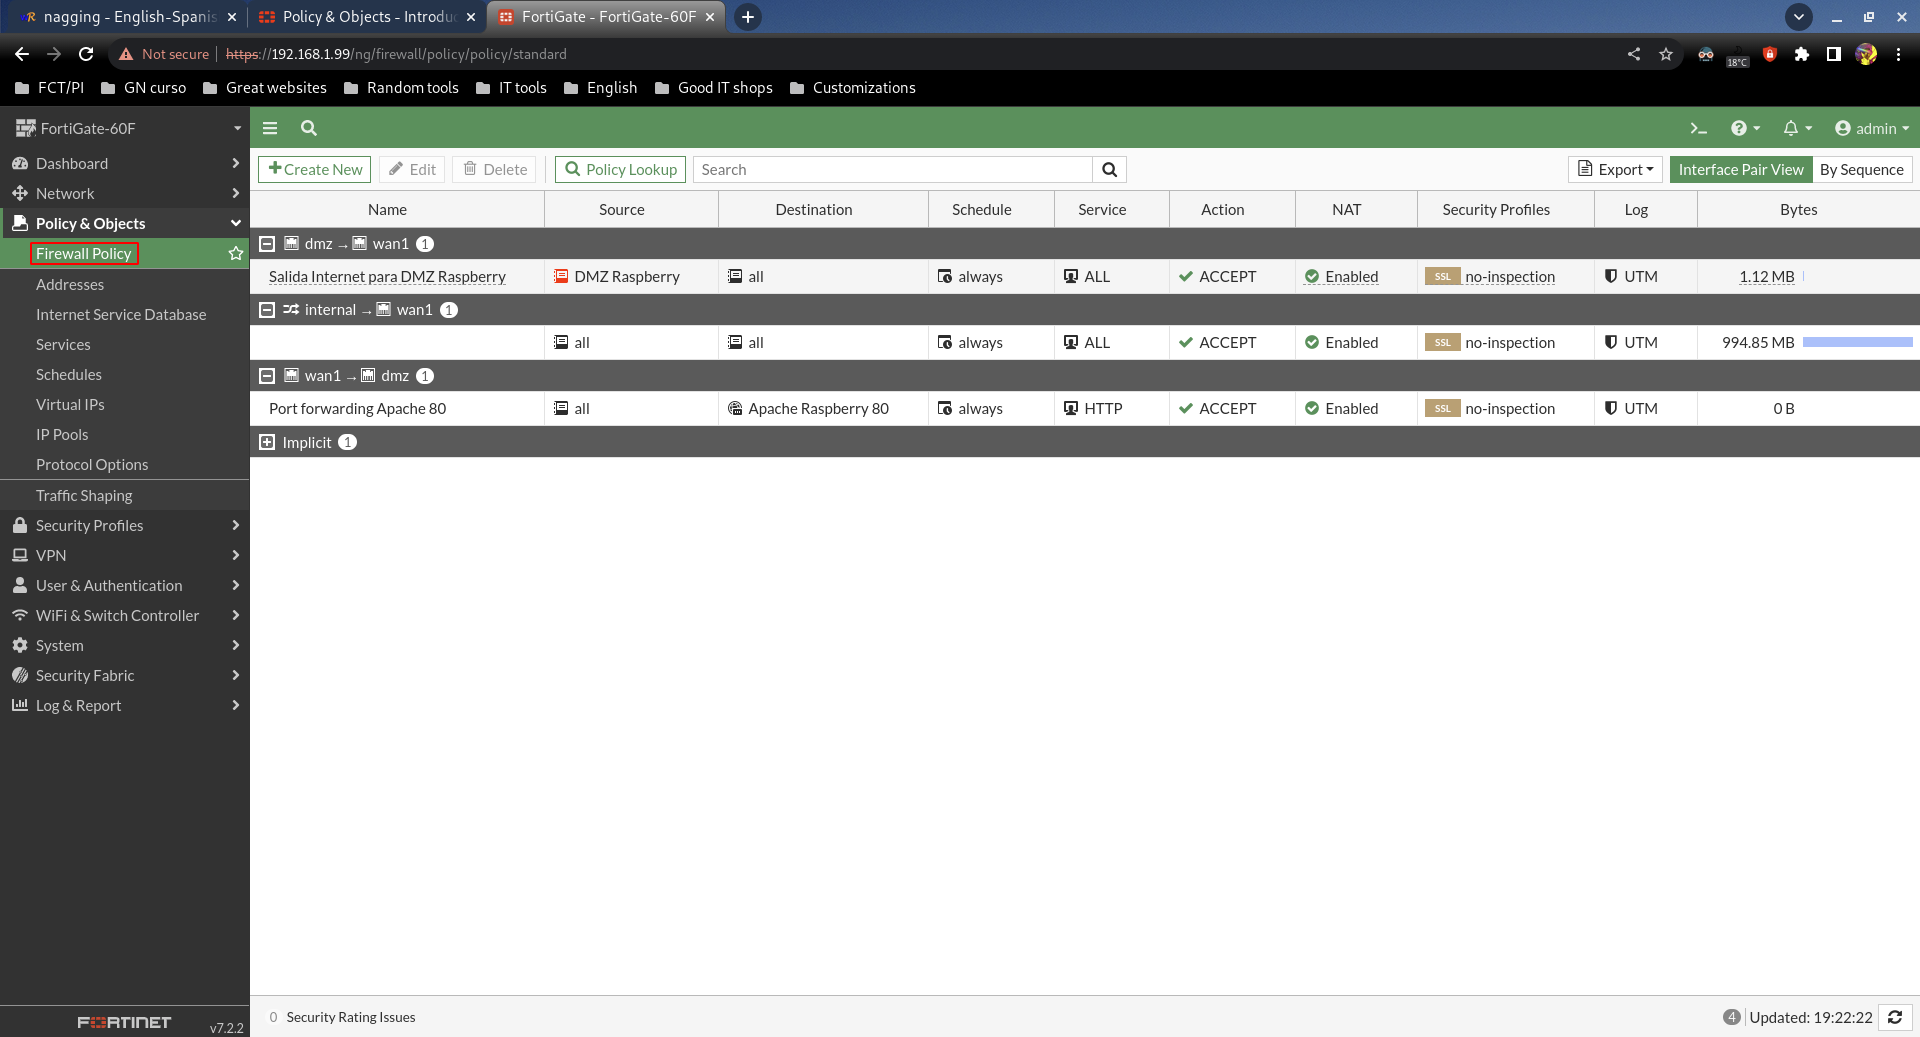 nagging - English-Spanis
Policy & Objects - Introduc
FortiGate - FortiGate-60F
Not secure | https://192.168.1.99/ng/firewall/policy/policy/standard
18°C
FCT/PI GN curso Great websites Random tools IT tools English Good IT shops Customizations
FortiGate-60F
admin
Dashboard
Network
Policy & Objects
Firewall Policy
Addresses
Internet Service Database
Services
Schedules
Virtual IPs
IP Pools
Protocol Options
Traffic Shaping
Security Profiles
VPN
User & Authentication
WiFi & Switch Controller
System
Security Fabric
Log & Report
FORTINET v7.2.2
Create New Edit Delete Policy Lookup Search Export Interface Pair View By Sequence
Name Source Destination Schedule Service Action NAT Security Profiles Log Bytes
dmz → wan1 1
Salida Internet para DMZ Raspberry DMZ Raspberry all always ALL ACCEPT Enabled SSL no-inspection UTM 1.12 MB
internal → wan1 1
all all always ALL ACCEPT Enabled SSL no-inspection UTM 994.85 MB
wan1 → dmz 1
Port forwarding Apache 80 all Apache Raspberry 80 always HTTP ACCEPT Enabled SSL no-inspection UTM 0 B
Implicit 1
0 Security Rating Issues
4 Updated: 19:22:22